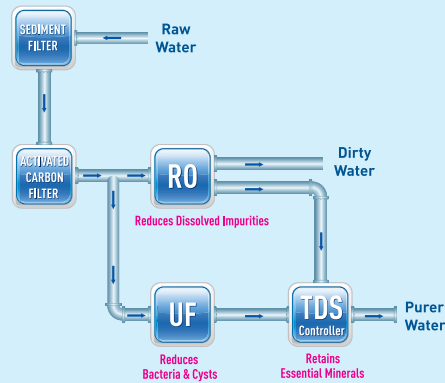 SEDIMENT
FILTER
Raw
Water
ACTIVATED
CARBON
FILTER
RO
Dirty
Water
Reduces Dissolved Impurities
UF
TDS
Controller
Purer
Water
Reduces
Bacteria & Cysts
Retains
Essential Minerals